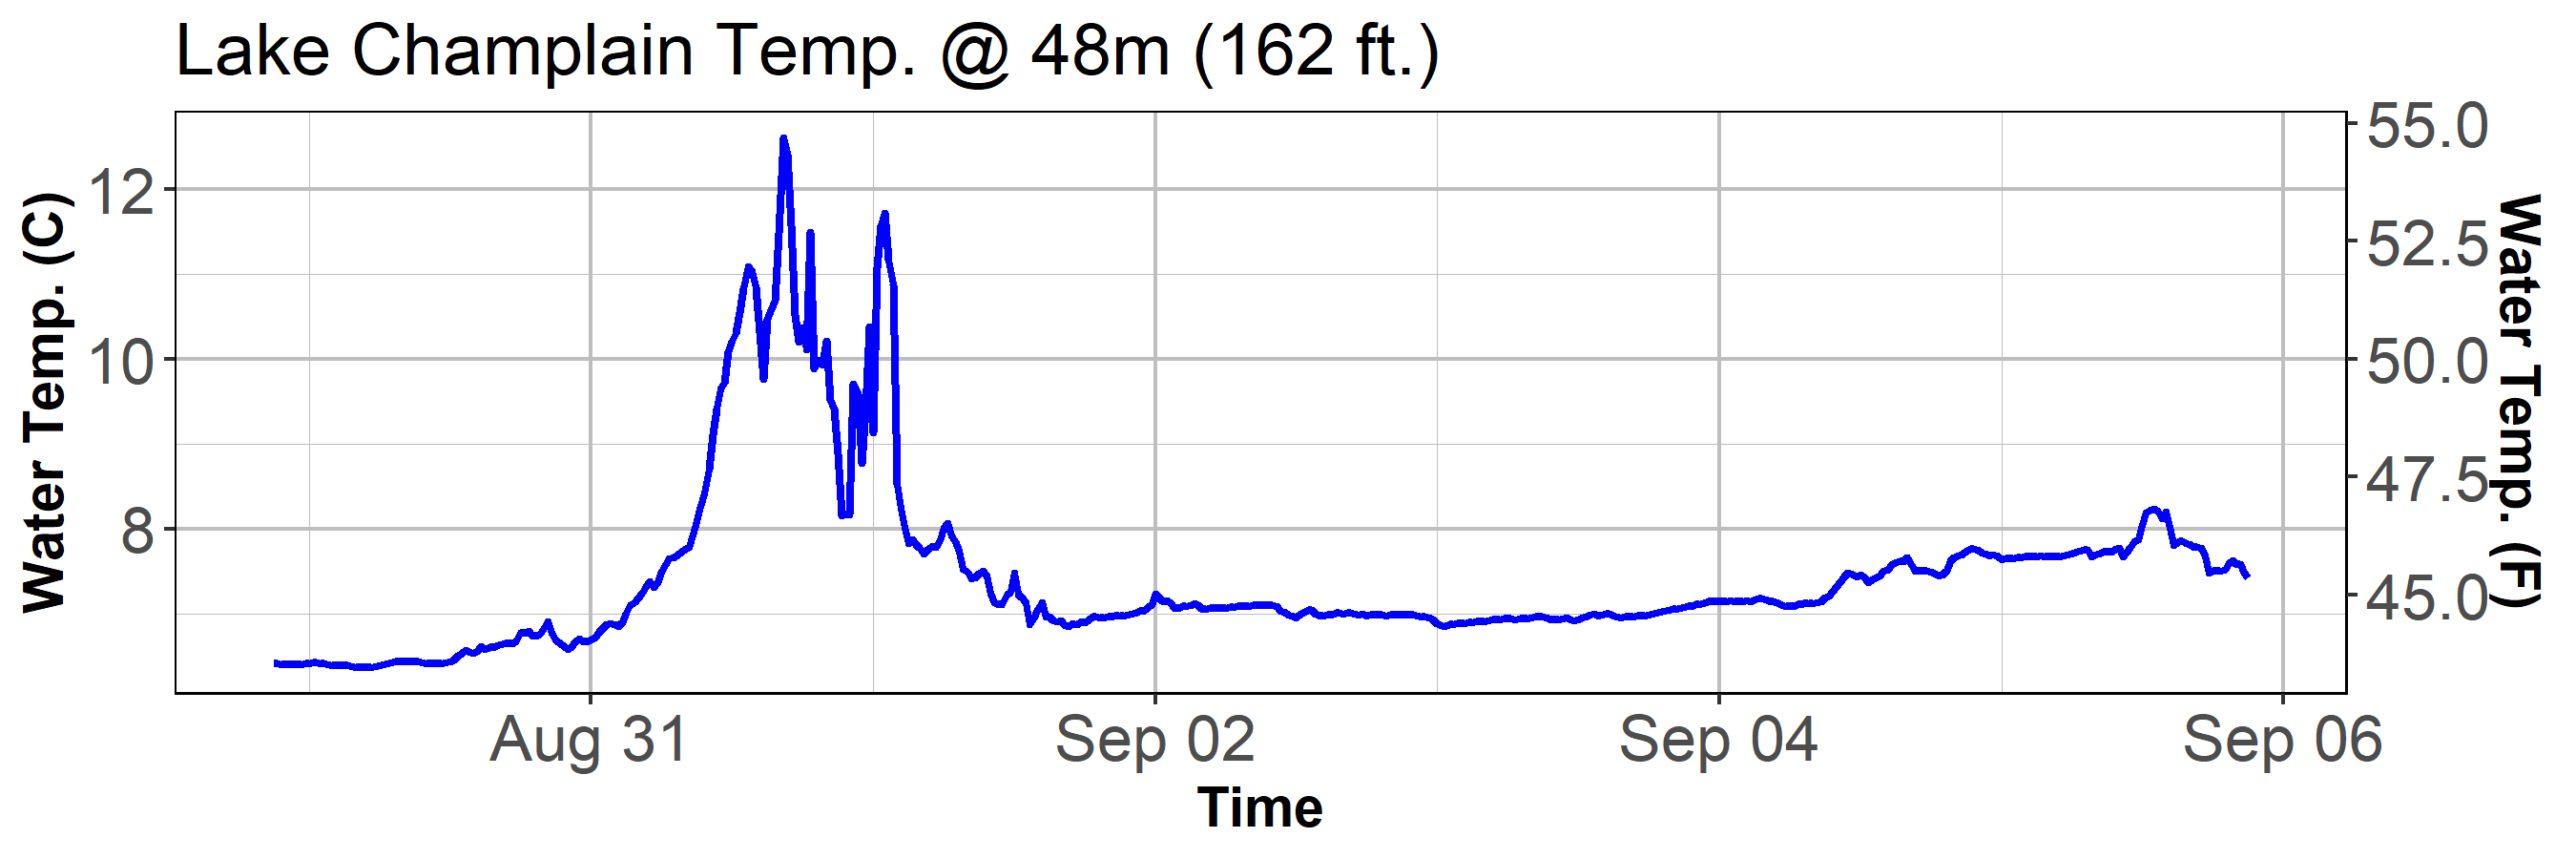 Lake Champlain Temp. @ 48m (162 ft.)
Water Temp. (C)
12
10
8
55.0
52.5
50.0
47.5
45.0
Water Temp. (F)
Aug 31 Sep 02 Sep 04 Sep 06
Time